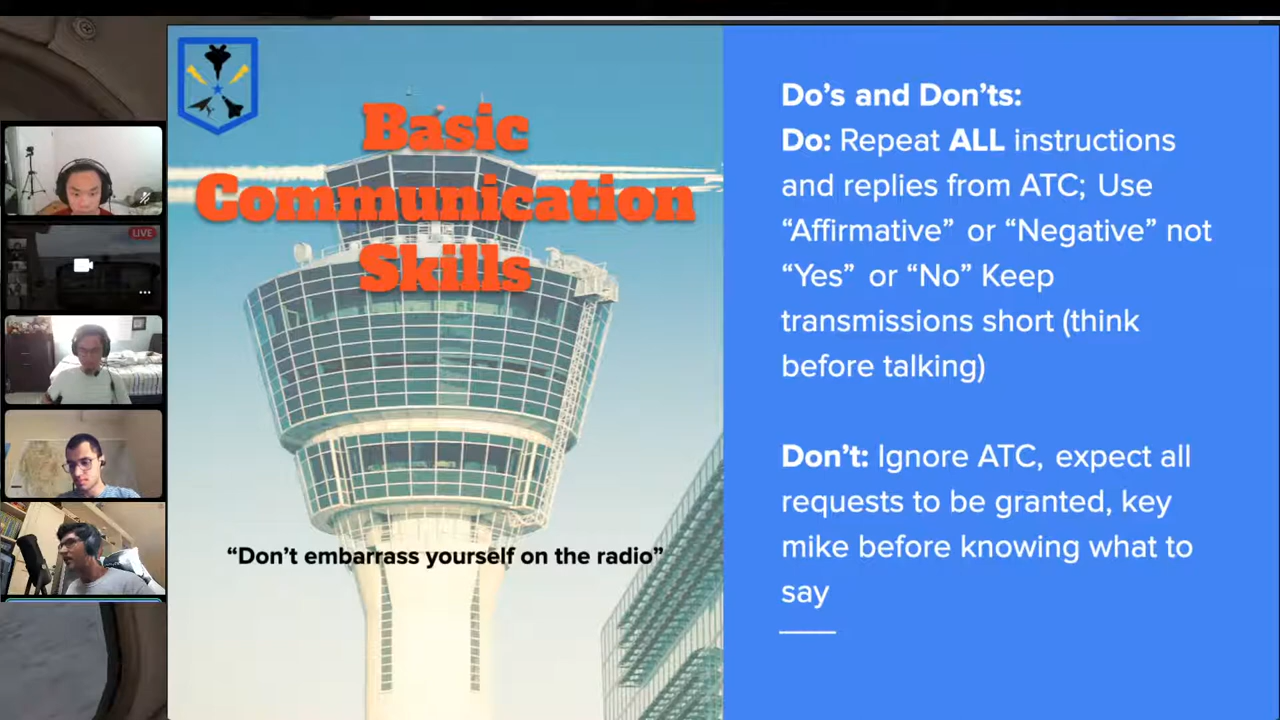 LIVE
Basic
Communication
Skills
“Don’t embarrass yourself on the radio”
Do’s and Don’ts:
Do: Repeat ALL instructions
and replies from ATC; Use
“Affirmative” or “Negative” not
“Yes” or “No” Keep
transmissions short (think
before talking)
Don’t: Ignore ATC, expect all
requests to be granted, key
mike before knowing what to
say